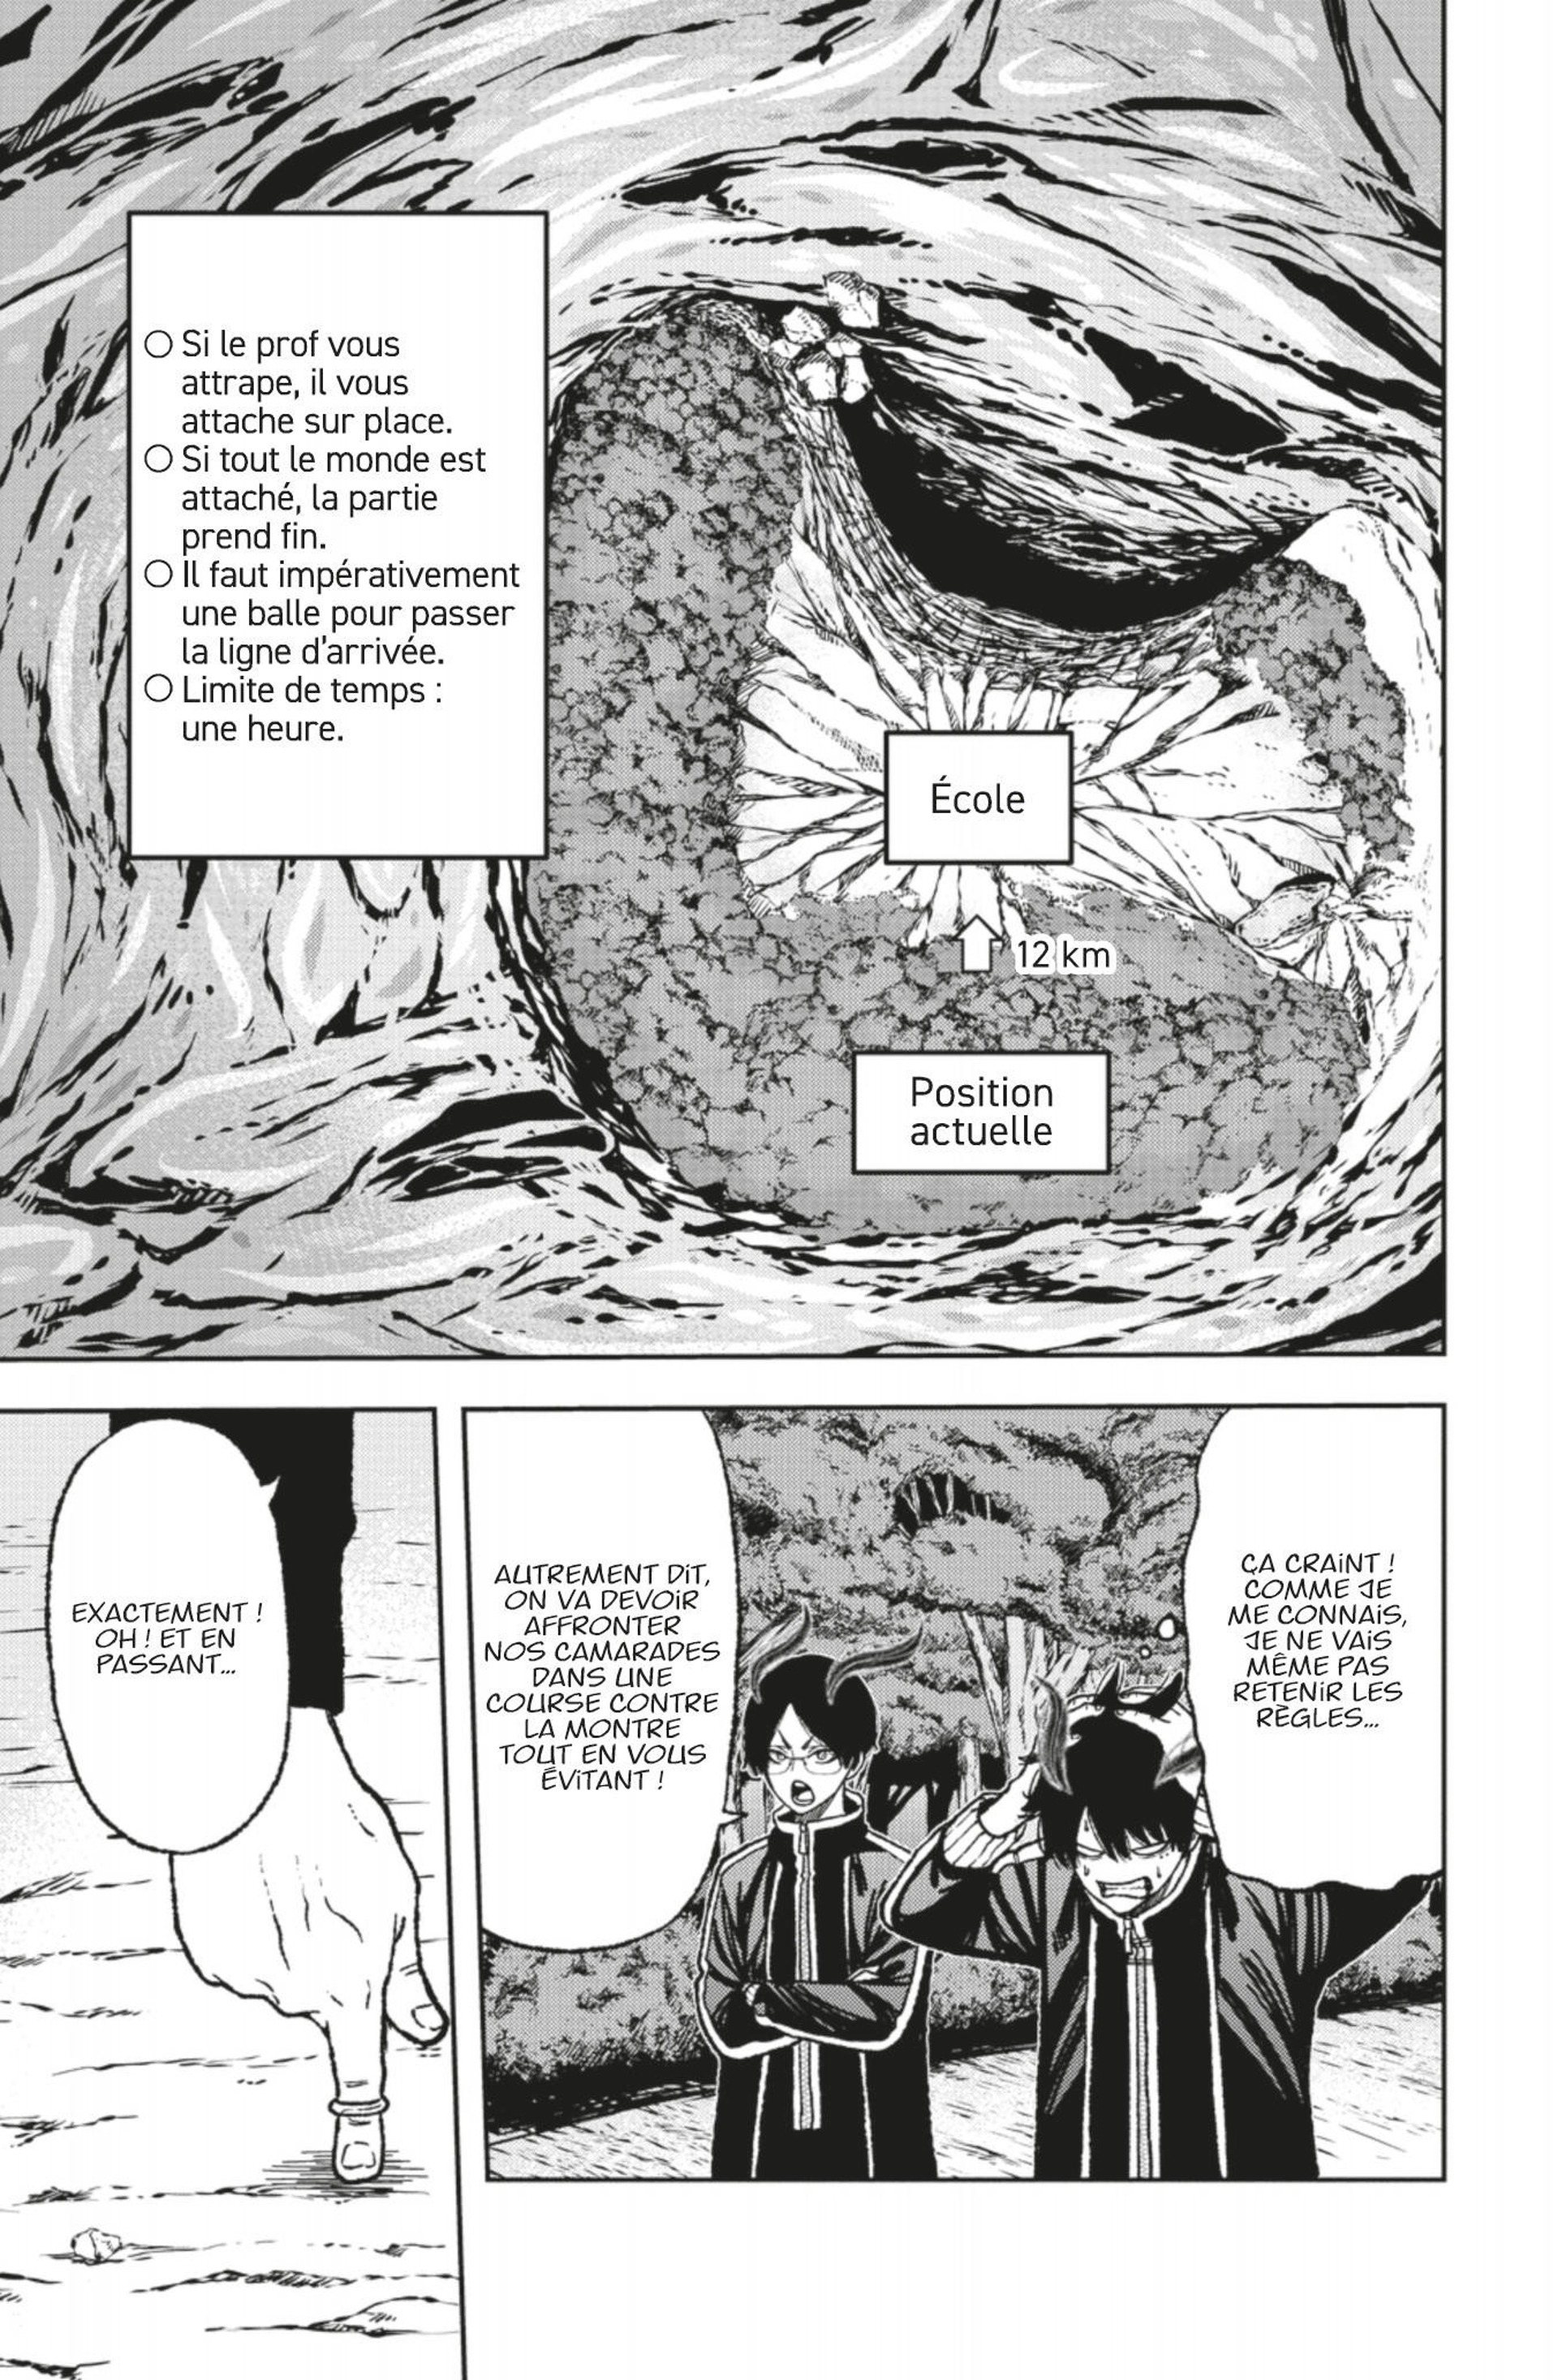 ○ Si le prof vous
attrape, il vous
attache sur place.
○ Si tout le monde est
attaché, la partie
prend fin.
○ Il faut impérativement
une balle pour passer
la ligne d'arrivée.
○ Limite de temps :
une heure.
École
12 km
Position
actuelle
ÇA CRAINT !
COMME JE
ME CONNAIS,
JE NE VAIS
MÊME PAS
RETENIR LES
RÈGLES...
AUTREMENT DIT,
ON VA DEVOIR
AFFRONTER
NOS CAMARADES
DANS UNE
COURSE CONTRE
LA MONTRE
TOUT EN VOUS
ÉVITANT !
EXACTEMENT !
OH ! ET EN
PASSANT...